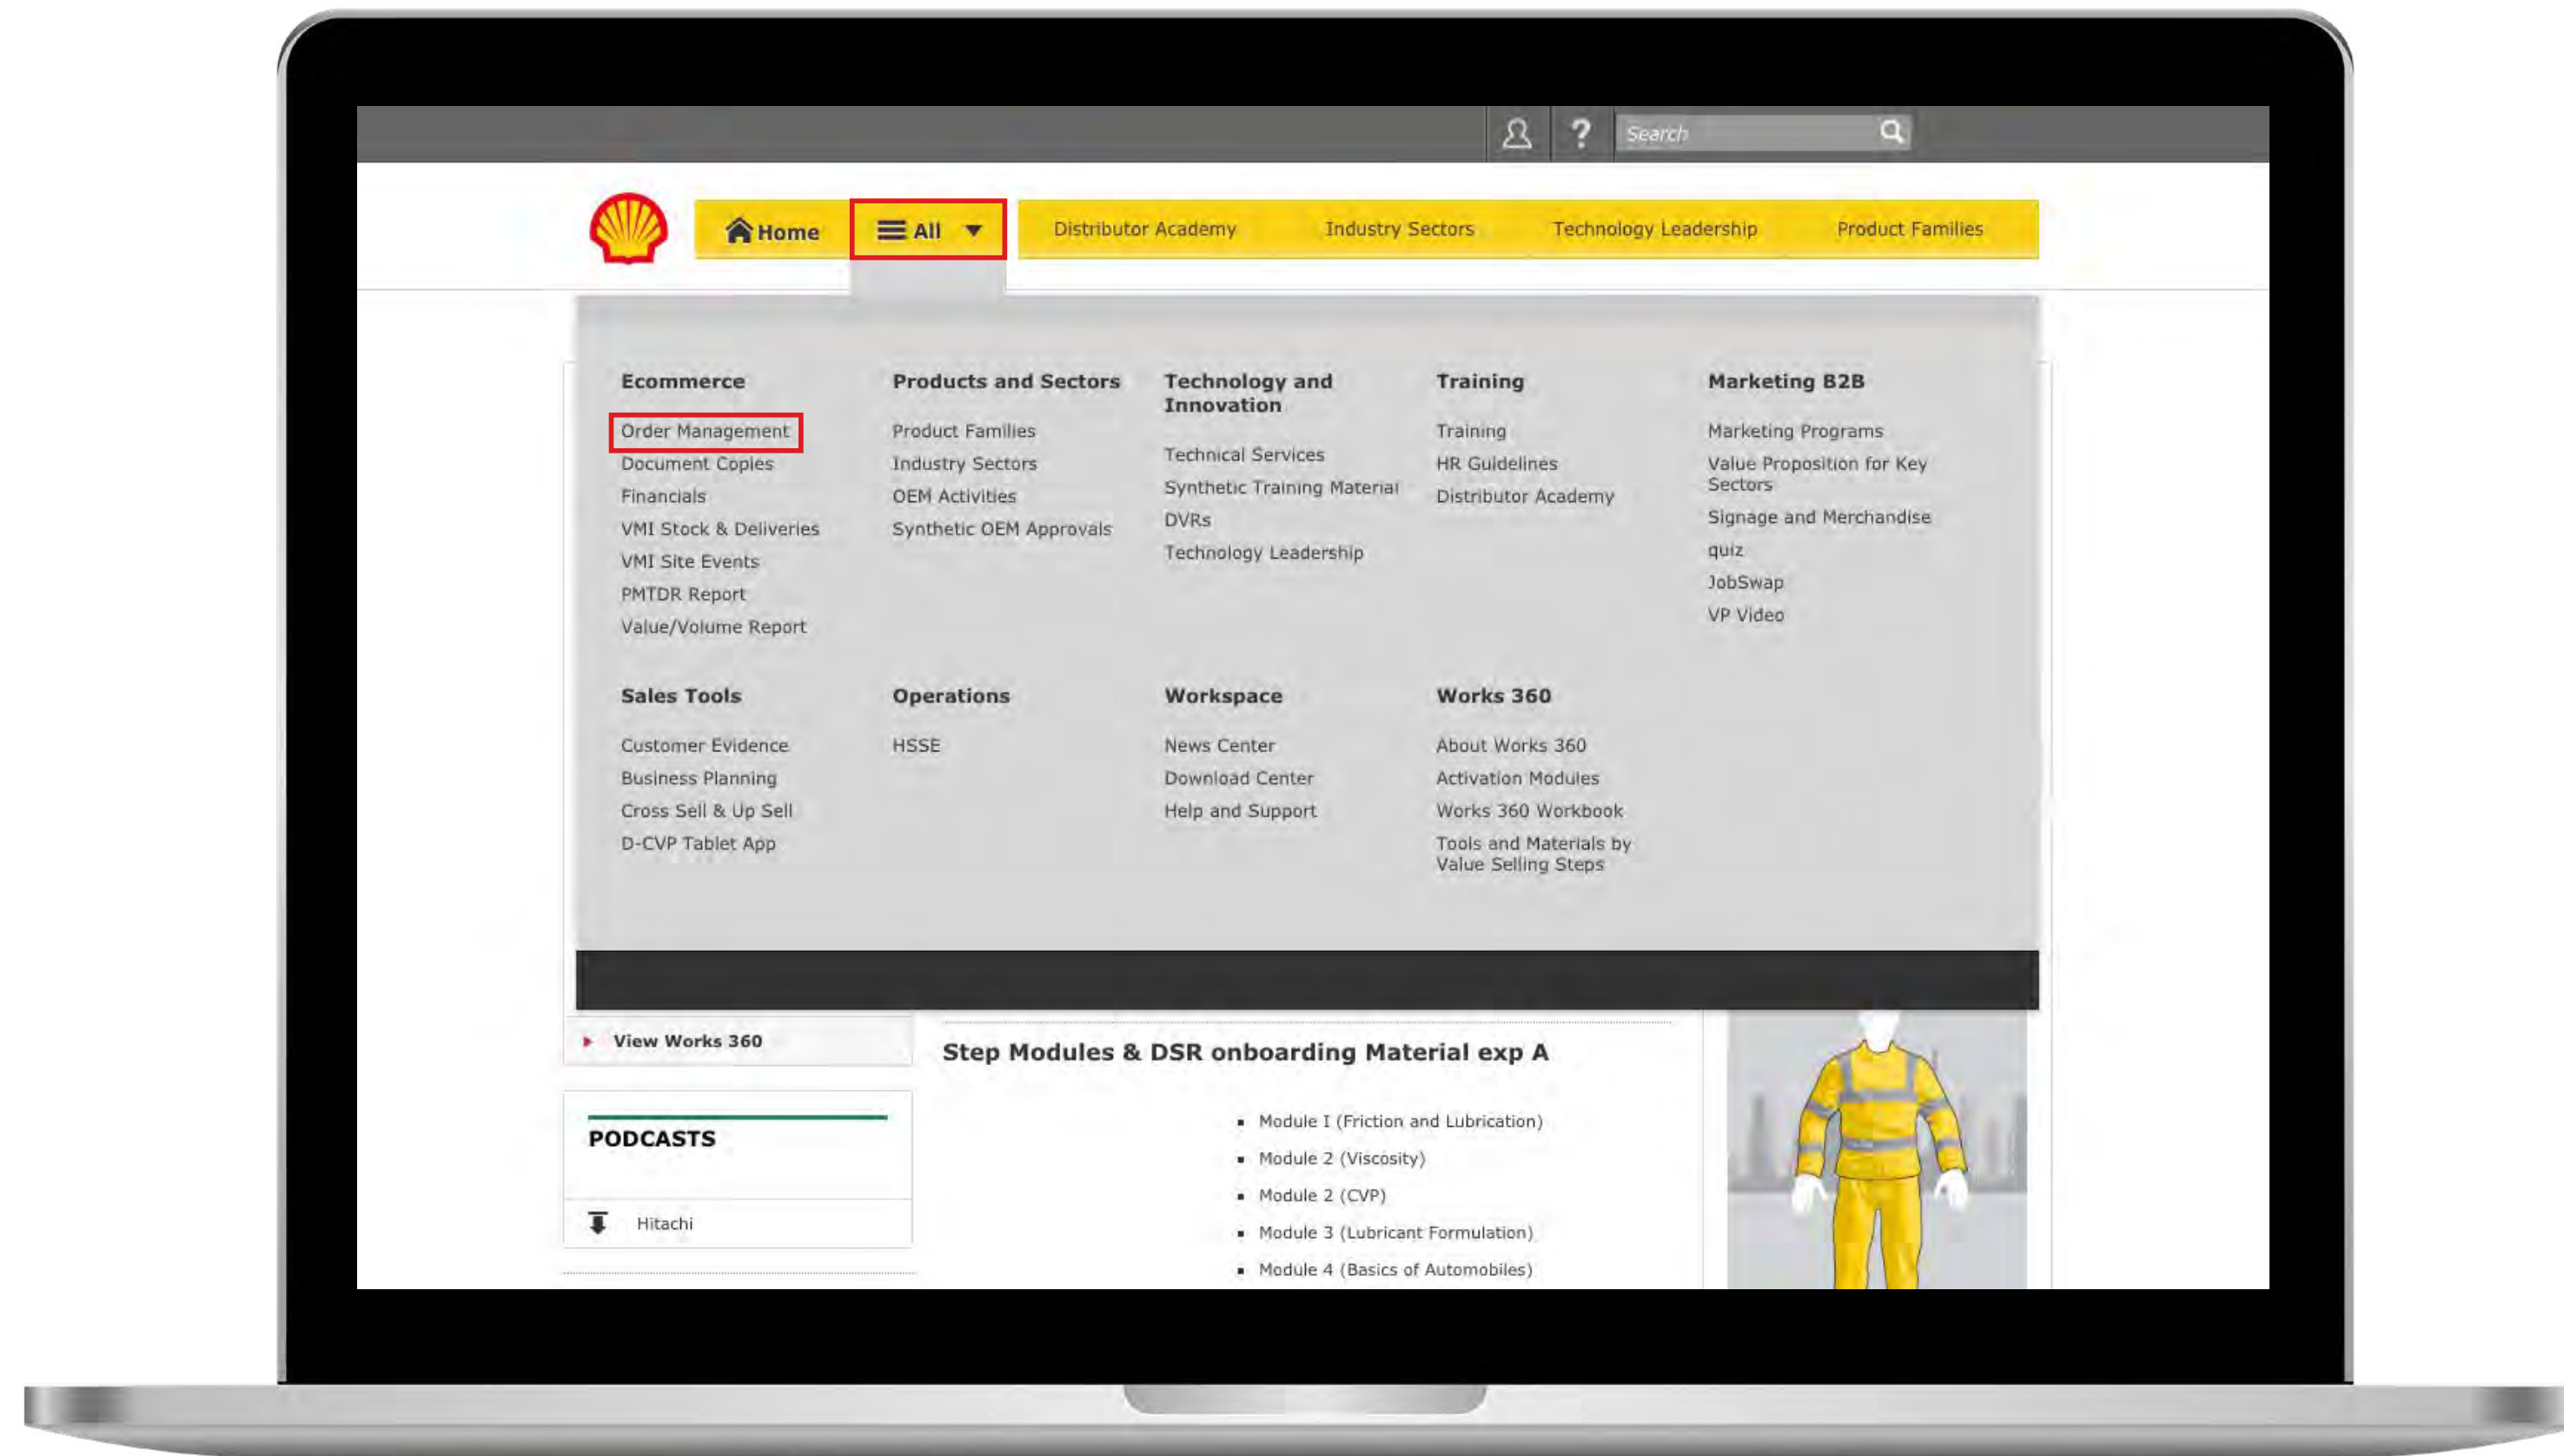 Search
Home
All
Distributor Academy
Industry Sectors
Technology Leadership
Product Families
Ecommerce
Order Management
Document Copies
Financials
VMI Stock & Deliveries
VMI Site Events
PMTDR Report
Value/Volume Report
Products and Sectors
Product Families
Industry Sectors
OEM Activities
Synthetic OEM Approvals
Technology and
Innovation
Technical Services
Synthetic Training Material
DVRs
Technology Leadership
Training
Training
HR Guidelines
Distributor Academy
Marketing B2B
Marketing Programs
Value Proposition for Key
Sectors
Signage and Merchandise
quiz
JobSwap
VP Video
Sales Tools
Customer Evidence
Business Planning
Cross Sell & Up Sell
D-CVP Tablet App
Operations
HSSE
Workspace
News Center
Download Center
Help and Support
Works 360
About Works 360
Activation Modules
Works 360 Workbook
Tools and Materials by
Value Selling Steps
View Works 360
PODCASTS
Hitachi
Step Modules & DSR onboarding Material exp A
Module I (Friction and Lubrication)
Module 2 (Viscosity)
Module 2 (CVP)
Module 3 (Lubricant Formulation)
Module 4 (Basics of Automobiles)